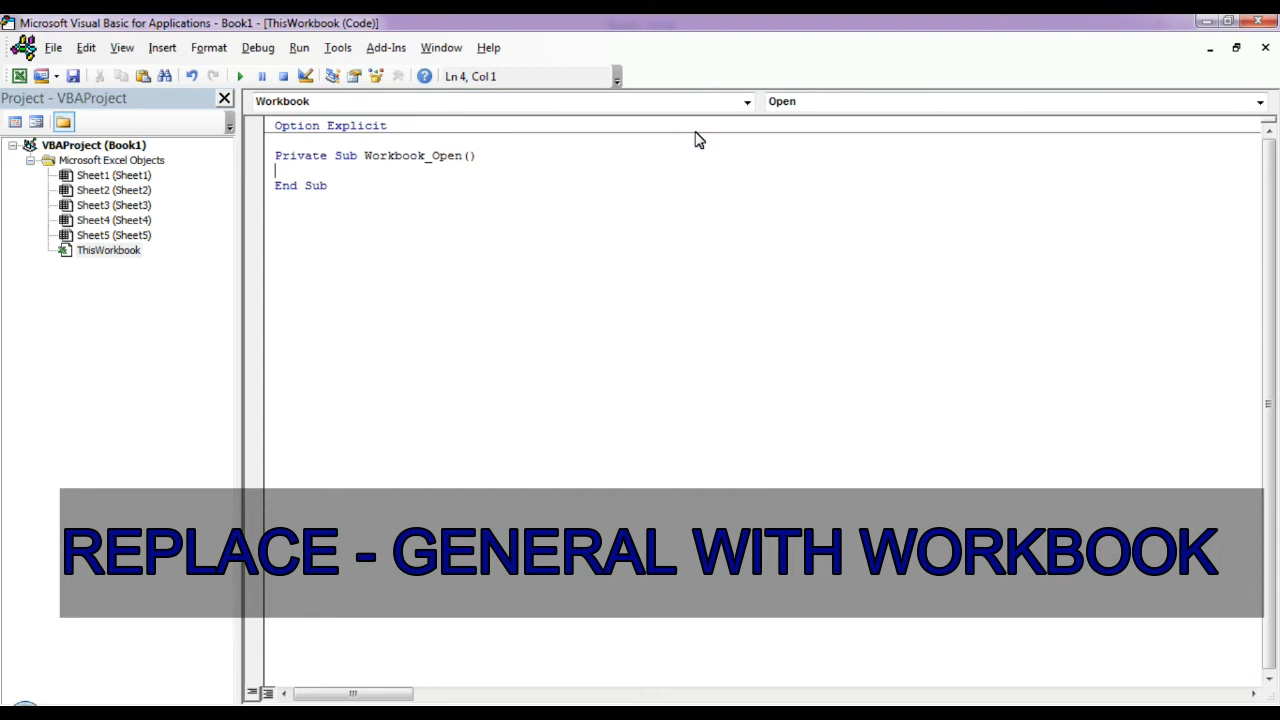 Microsoft Visual Basic for Applications - Book1 - [ThisWorkbook (Code)]
File Edit View Insert Format Debug Run Tools Add-Ins Window Help
Ln 4, Col 1
Project - VBAProject
Workbook
Open
VBAProject (Book1)
Microsoft Excel Objects
Sheet1 (Sheet1)
Sheet2 (Sheet2)
Sheet3 (Sheet3)
Sheet4 (Sheet4)
Sheet5 (Sheet5)
ThisWorkbook
Option Explicit
Private Sub Workbook_Open()
End Sub
REPLACE - GENERAL WITH WORKBOOK